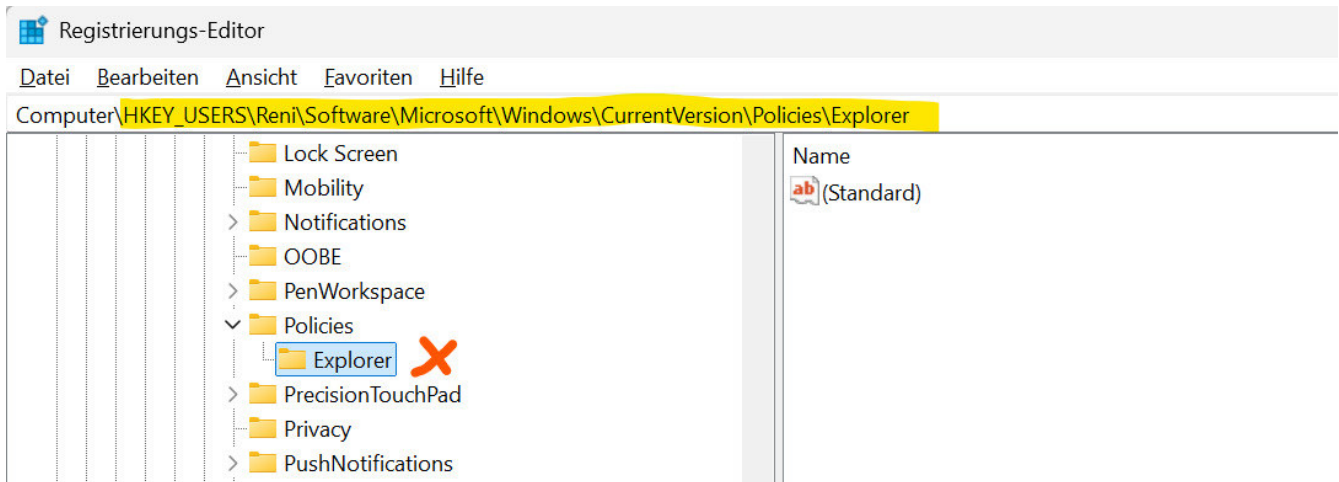 Registrierungs-Editor
Datei Bearbeiten Ansicht Favoriten Hilfe
Computer\HKEY_USERS\Reni\Software\Microsoft\Windows\CurrentVersion\Policies\Explorer
Lock Screen
Mobility
Notifications
OOBE
PenWorkspace
Policies
Explorer
PrecisionTouchPad
Privacy
PushNotifications
Name
ab (Standard)